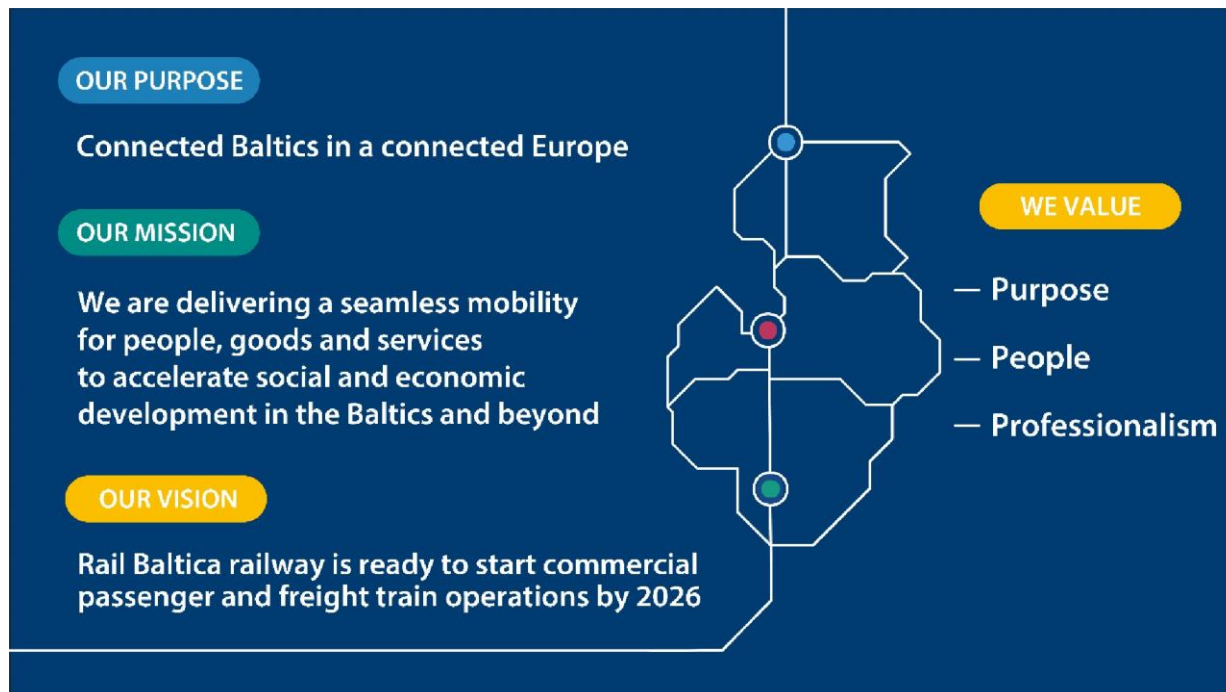 OUR PURPOSE
Connected Baltics in a connected Europe
OUR MISSION
We are delivering a seamless mobility
for people, goods and services
to accelerate social and economic
development in the Baltics and beyond
OUR VISION
Rail Baltica railway is ready to start commercial
passenger and freight train operations by 2026
WE VALUE
— Purpose
— People
— Professionalism